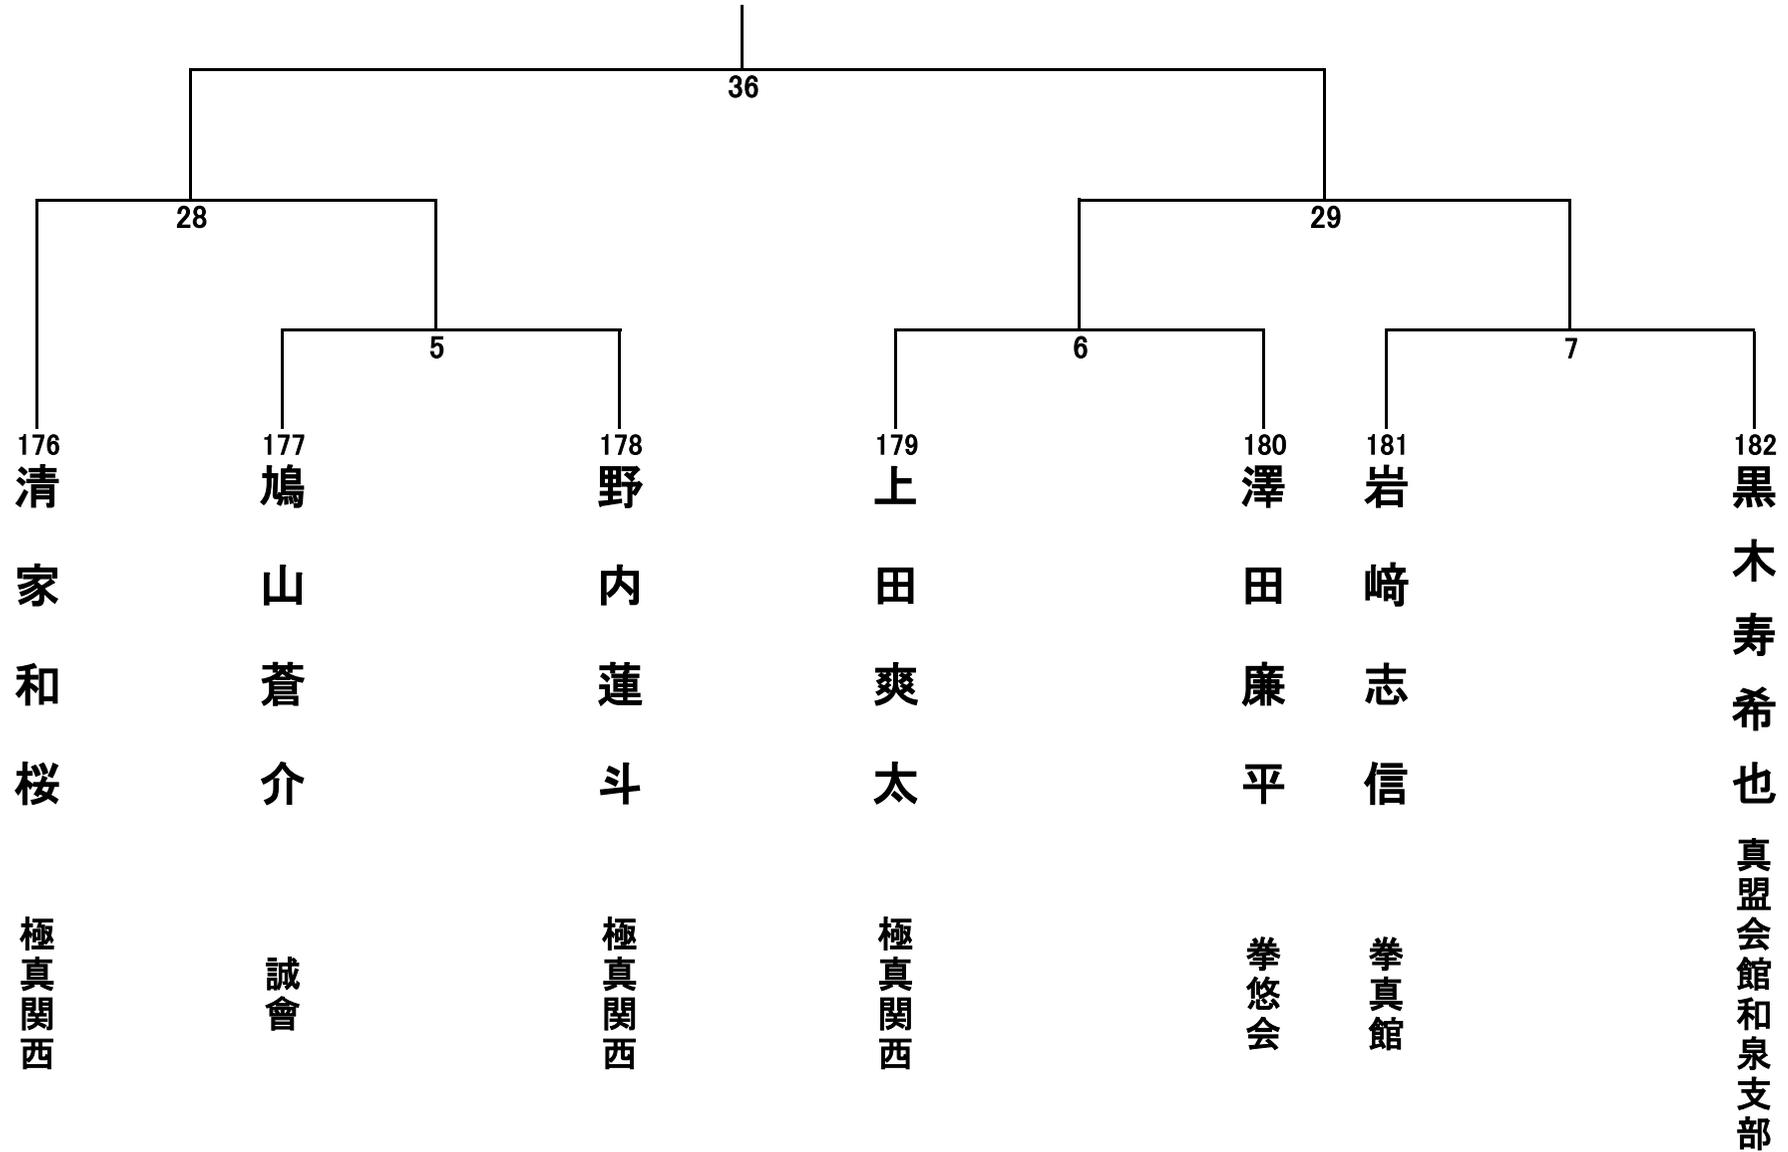 36
28
29
5
6
7
176
清家和桜
極真関西
177
鳩山蒼介
誠會
178
野内蓮斗
極真関西
179
上田爽太
極真関西
180
澤田廉平
拳悠会
181
岩﨑志信
拳真館
182
黒木寿希也
真盟会館和泉支部